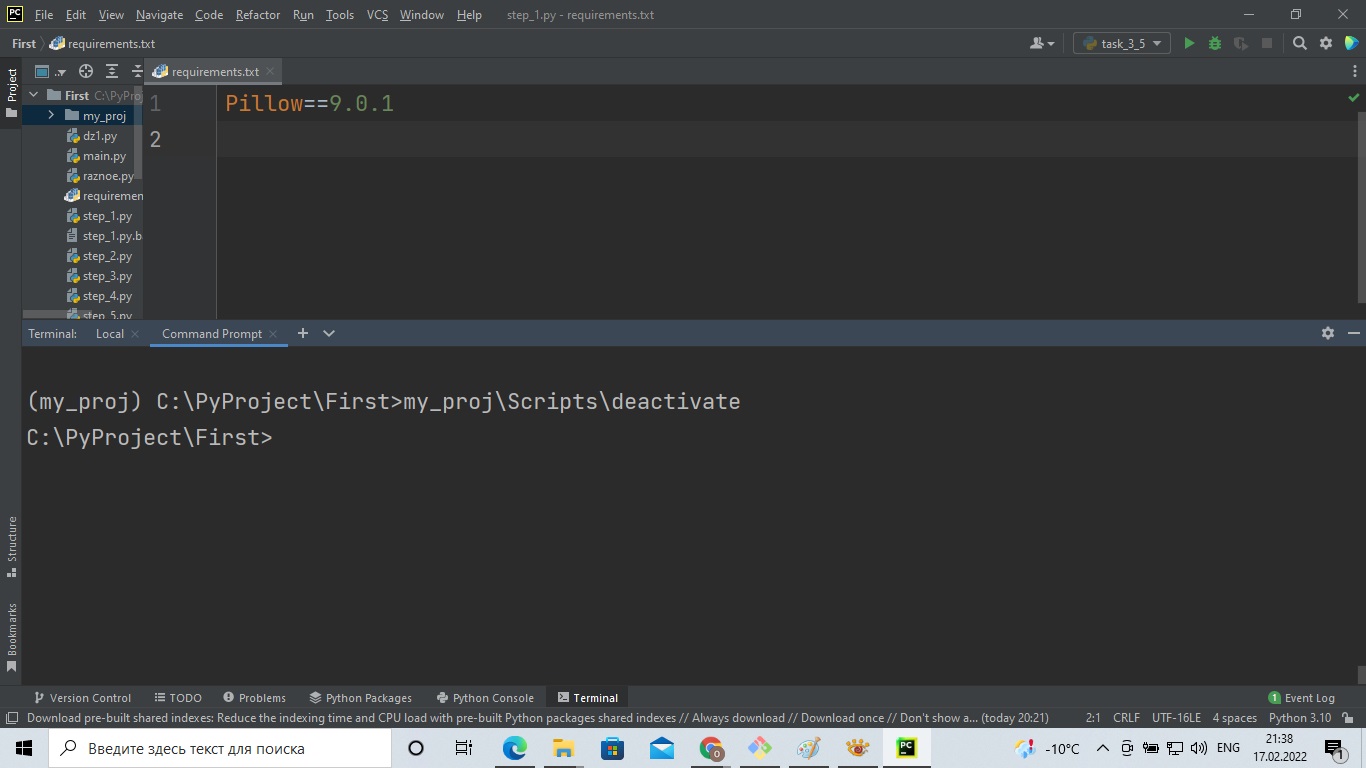 PC File Edit View Navigate Code Refactor Run Tools VCS Window Help step_1.py - requirements.txt
First requirements.txt task_3_5
Project requirements.txt
First C:\PyProj
my_proj
dz1.py
main.py
raznoe.py
requiremen
step_1.py
step_1.py.b
step_2.py
step_3.py
step_4.py
step_5.py
1 Pillow==9.0.1
2
Terminal: Local Command Prompt
(my_proj) C:\PyProject\First>my_proj\Scripts\deactivate
C:\PyProject\First>
Structure
Bookmarks
Version Control TODO Problems Python Packages Python Console Terminal 1 Event Log
Download pre-built shared indexes: Reduce the indexing time and CPU load with pre-built Python packages shared indexes // Always download // Download once // Don't show a... (today 20:21) 2:1 CRLF UTF-16LE 4 spaces Python 3.10
Введите здесь текст для поиска O PC -10°C ENG 21:38
17.02.2022 1